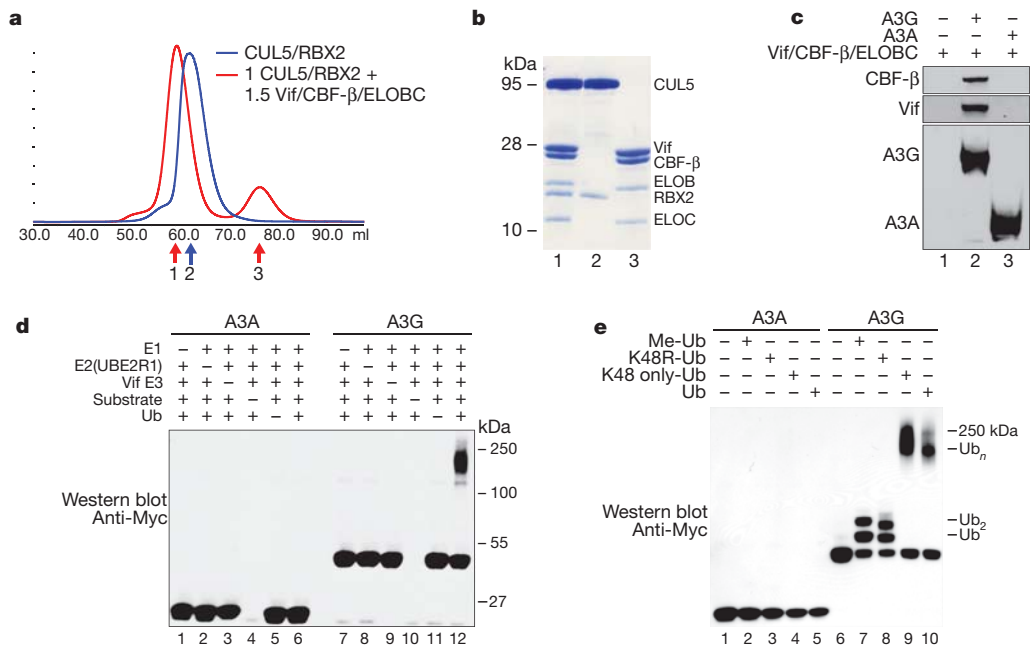 a
CUL5/RBX2
1 CUL5/RBX2 +
1.5 Vif/CBF-β/ELOBC
30.0 40.0 50.0 60.0 70.0 80.0 90.0 ml
1 2 3
b
kDa
95 –
28 –
10 –
CUL5
Vif
CBF-β
ELOB
RBX2
ELOC
1 2 3
c
A3G – + –
A3A – – +
Vif/CBF-β/ELOBC + + +
CBF-β
Vif
A3G
A3A
1 2 3
d
A3A A3G
E1 – + + + + + – + + + + +
E2(UBE2R1) + – + + + + + – + + + +
Vif E3 + + – + + + + + – + + +
Substrate + + + – + + + + + – + +
Ub + + + + – + + + + + – +
kDa
– 250
– 100
– 55
– 27
Western blot
Anti-Myc
1 2 3 4 5 6 7 8 9 10 11 12
e
A3A A3G
Me-Ub – + – – – – + – – –
K48R-Ub – – + – – – – + – –
K48 only-Ub – – – + – – – – + –
Ub – – – – + – – – – +
–250 kDa
–Ubn
–Ub2
–Ub
Western blot
Anti-Myc
1 2 3 4 5 6 7 8 9 10